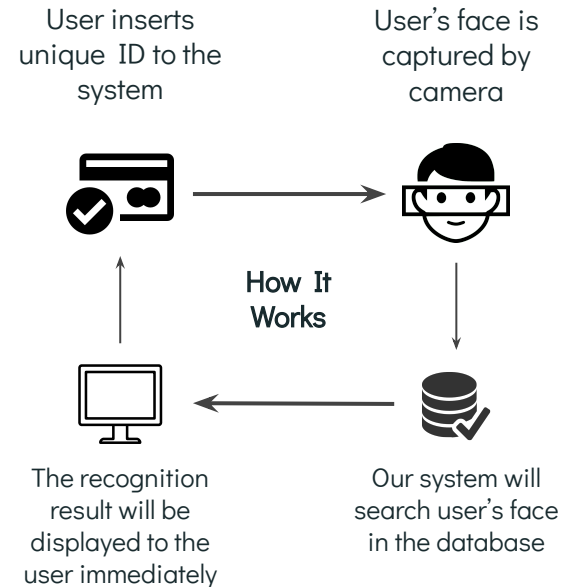 User inserts
unique ID to the
system
User's face is
captured by
camera
How It
Works
The recognition
result will be
displayed to the
user immediately
Our system will
search user's face
in the database